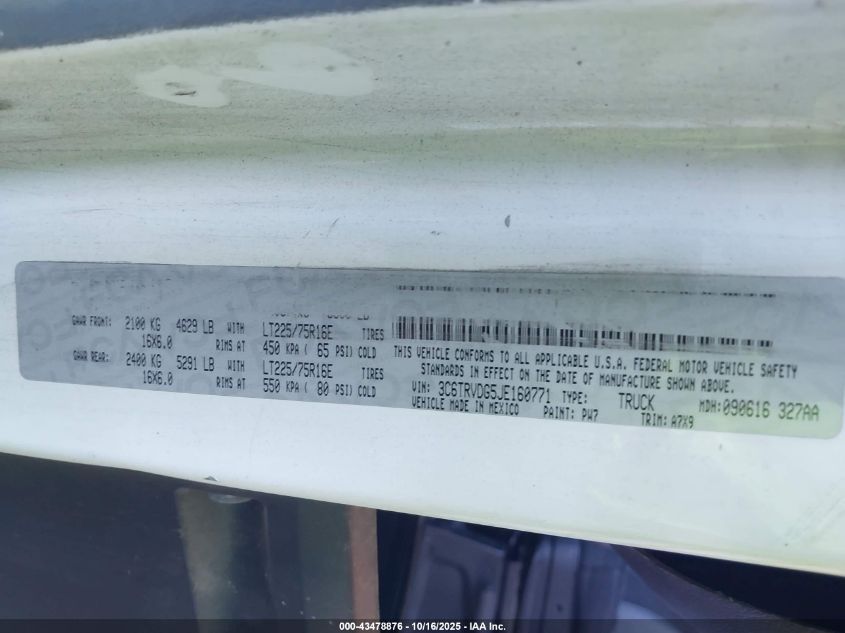 GAWR FRONT: 2100 KG 4629 LB WITH LT225/75R16E TIRES
16X6.0 RIMS AT 450 KPA ( 65 PSI) COLD
GAWR REAR: 2400 KG 5291 LB WITH LT225/75R16E TIRES
16X6.0 RIMS AT 550 KPA ( 80 PSI) COLD
THIS VEHICLE CONFORMS TO ALL APPLICABLE U.S.A. FEDERAL MOTOR VEHICLE SAFETY
STANDARDS IN EFFECT ON THE DATE OF MANUFACTURE SHOWN ABOVE.
VIN: 3C6TRVDG5JE160771 TYPE: TRUCK MDH:090616 327AA
VEHICLE MADE IN MEXICO PAINT: PW7 TRIM: A7X9
000-43478876 - 10/16/2025 - IAA Inc.